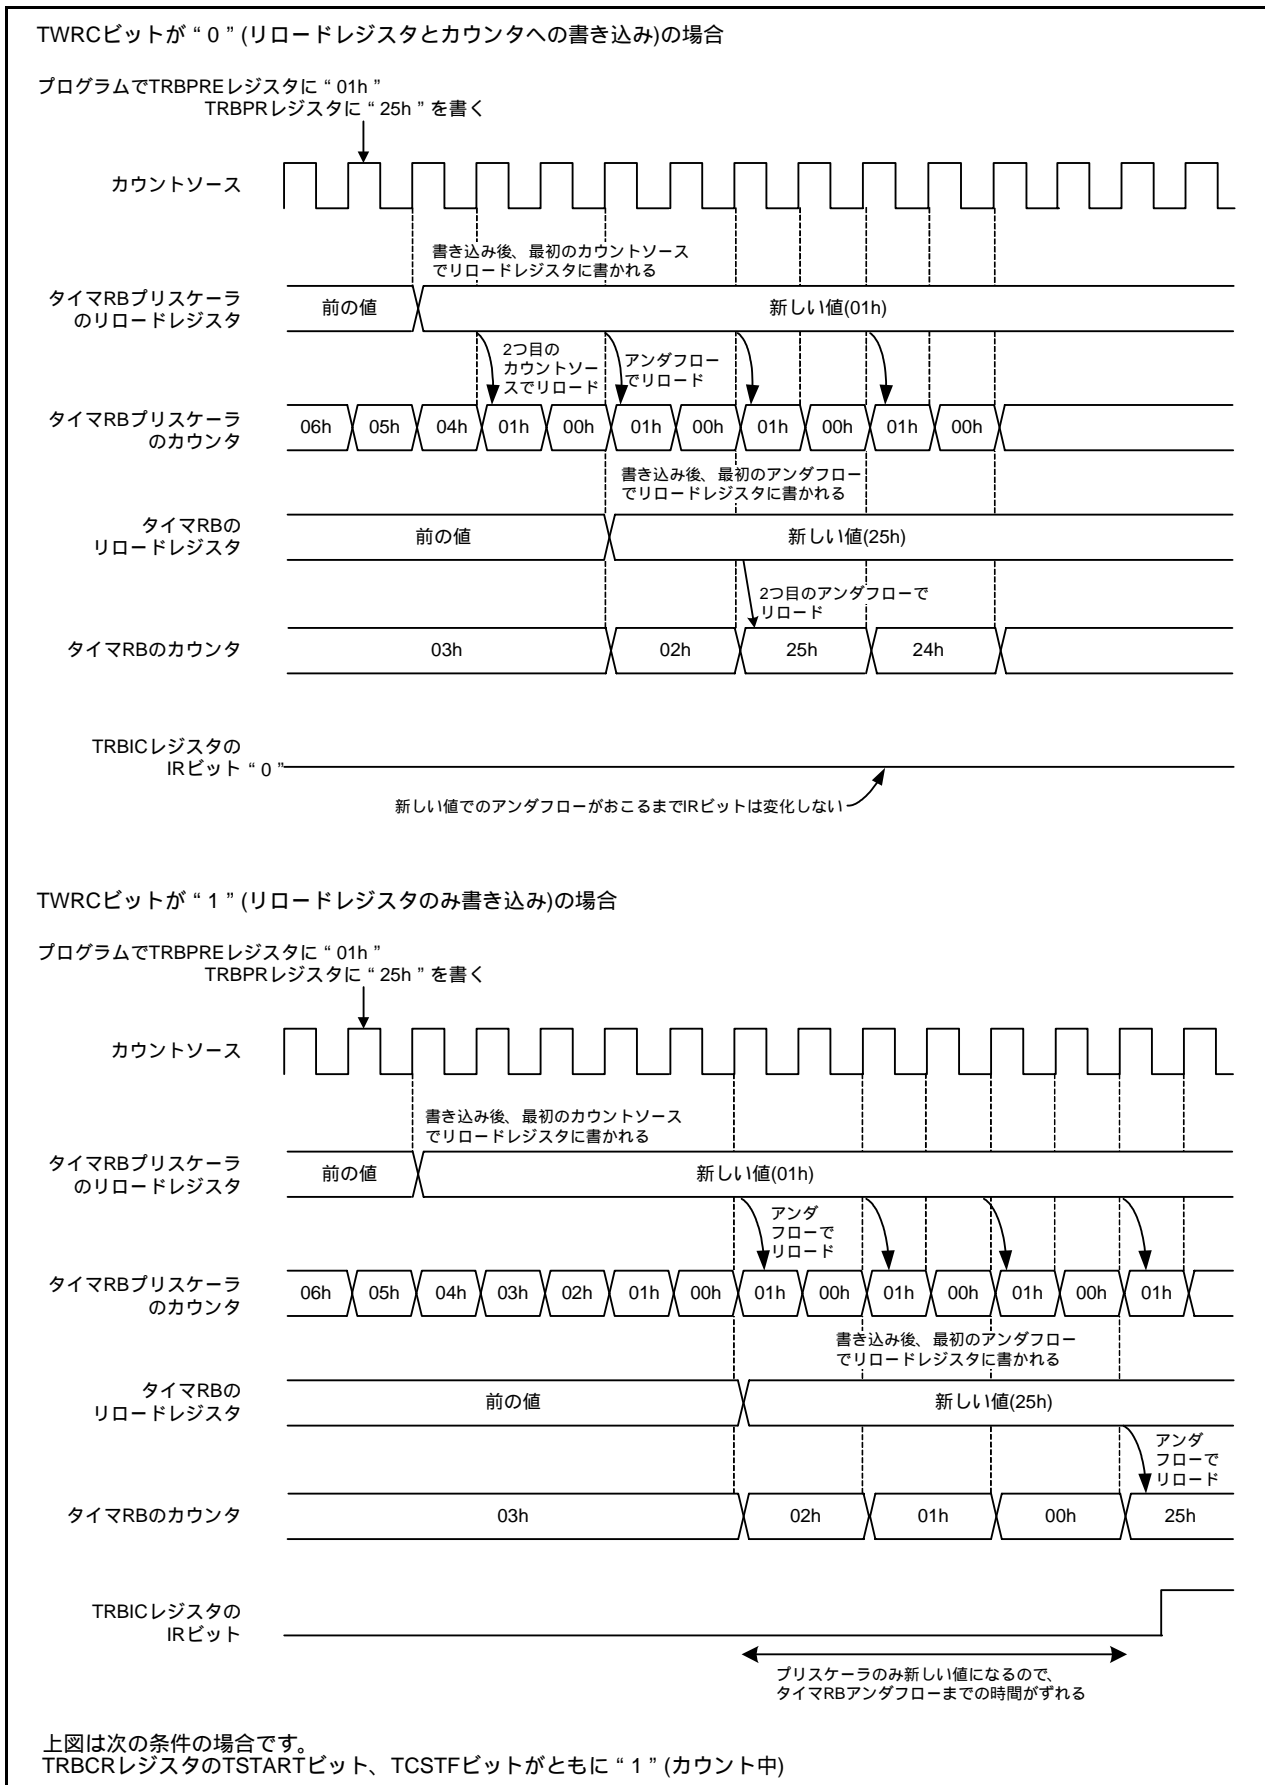 TWRCビットが“0”(リロードレジスタとカウンタへの書き込み)の場合
プログラムでTRBPREレジスタに“01h”
TRBPRレジスタに“25h”を書く
カウントソース
書き込み後、最初のカウントソース
でリロードレジスタに書かれる
タイマRBプリスケーラ
のリロードレジスタ
前の値
新しい値(01h)
2つ目の
カウントソー
スでリロード
アンダフロー
でリロード
タイマRBプリスケーラ
のカウンタ
06h 05h 04h 01h 00h 01h 00h 01h 00h 01h 00h
書き込み後、最初のアンダフロー
でリロードレジスタに書かれる
タイマRBの
リロードレジスタ
前の値
新しい値(25h)
2つ目のアンダフローで
リロード
タイマRBのカウンタ
03h 02h 25h 24h
TRBICレジスタの
IRビット“0”
新しい値でのアンダフローがおこるまでIRビットは変化しない
TWRCビットが“1”(リロードレジスタのみ書き込み)の場合
プログラムでTRBPREレジスタに“01h”
TRBPRレジスタに“25h”を書く
カウントソース
書き込み後、最初のカウントソース
でリロードレジスタに書かれる
タイマRBプリスケーラ
のリロードレジスタ
前の値
新しい値(01h)
アンダ
フローで
リロード
タイマRBプリスケーラ
のカウンタ
06h 05h 04h 03h 02h 01h 00h 01h 00h 01h 00h 01h 00h 01h
書き込み後、最初のアンダフロー
でリロードレジスタに書かれる
タイマRBの
リロードレジスタ
前の値
新しい値(25h)
アンダ
フローで
リロード
タイマRBのカウンタ
03h 02h 01h 00h 25h
TRBICレジスタの
IRビット
プリスケーラのみ新しい値になるので、
タイマRBアンダフローまでの時間がずれる
上図は次の条件の場合です。
TRBCRレジスタのTSTARTビット、TCSTFビットがともに“1”(カウント中)